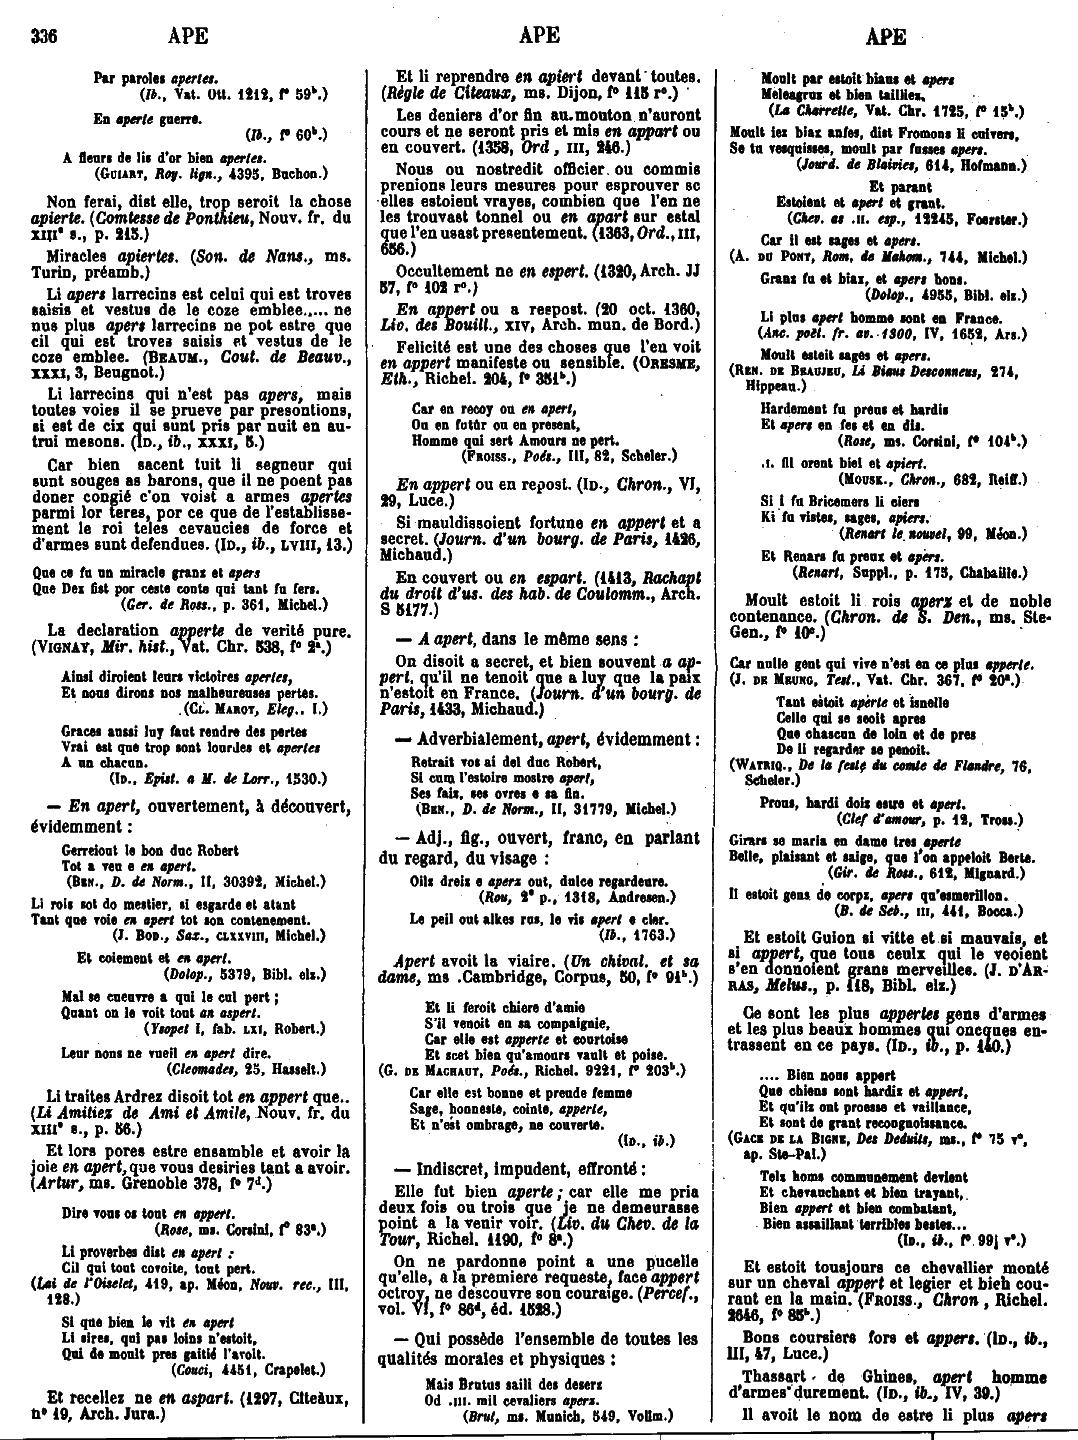 336 APE APE APE
Par paroles apertes.
(Ib., Vat. Ott. 1212, fº 59ᵇ.)
En aperte guerre.
(Ib., fº 60ᵇ.)
A fleurs de lis d'or bien apertes.
(GUIART, Roy. lign., 4395, Buchon.)
Non ferai, dist elle, trop seroit la chose
apierte. (Comtesse de Ponthieu, Nouv. fr. du
XIIIᵉ s., p. 215.)
Miracles apiertes. (Son. de Nans., ms.
Turin, préamb.)
Li apers larrecins est celui qui est troves
saisis et vestus de le coze emblee..... ne
nus plus apers larrecins ne pot estre que
cil qui est troves saisis et vestus de le
coze emblee. (BEAUM., Cout. de Beauv.,
XXXI, 3, Beugnot.)
Li larrecins qui n'est pas apers, mais
toutes voies il se prueve par presontions,
si est de cix qui sunt pris par nuit en au-
trui mesons. (ID., ib., XXXI, 5.)
Car bien sacent tuit li segneur qui
sunt souges as barons, que il ne poent pas
doner congié c'on voist a armes apertes
parmi lor teres, por ce que de l'establisse-
ment le roi teles cevaucies de force et
d'armes sunt defendues. (ID., ib., LVIII, 13.)
Que ce fu un miracle granz et apers
Que Dex fist por ceste conte qui tant fu fers.
(Ger. de Ross., p. 361, Michel.)
La declaration apperte de verité pure.
(VIGNAY, Mir. hist., Vat. Chr. 538, fº 2ᵃ.)
Ainsi diroient leurs victoires apertes,
Et nous dirons nos malheureuses pertes.
(CL. MAROT, Eleg.. I.)
Graces aussi luy faut rendre des pertes
Vrai est que trop sont lourdes et apertes
A un chacun.
(ID., Epist. a M. de Lorr., 1530.)
— En apert, ouvertement, à découvert,
évidemment :
Gerreiont le bon duc Robert
Tot a veu e en apert.
(BEN., D. de Norm., II, 30392, Michel.)
Li rois sot do mestier, si esgarde et atant
Tant que voie en apert tot son contenement.
(J. BOD., Sax., CLXXVIII, Michel.)
Et coiement et en apert.
(Dolop., 5379, Bibl. elz.)
Mal se cueuvre a qui le cul pert ;
Quant on le voit tout an aspert.
(Ysopet I, fab. LXI, Robert.)
Leur nons ne vueil en apert dire.
(Cleomades, 25, Hasselt.)
Li traites Ardrez disoit tot en appert que..
(Li Amitiez de Ami et Amile, Nouv. fr. du
XIIIᵉ s., p. 56.)
Et lors pores estre ensamble et avoir la
joie en apert, que vous desiries tant a avoir.
(Artur, ms. Grenoble 378, fº 7ᵈ.)
Dire vous os tout en appert.
(Rose, ms. Corsini, fº 83ᵃ.)
Li proverbes dist en apert :
Cil qui tout covoite, tout pert.
(Lai de l'Oiselet, 419, ap. Méon, Nouv. rec., III,
128.)
Si que bien le vit en apert
Li sires, qui pas loins n'estoit,
Qui de moult pres gaitié l'avoit.
(Couci, 4451, Crapelet.)
Et recellez ne en aspart. (1297, Citeaux,
nº 19, Arch. Jura.)
Et li reprendre en apiert devant toutes.
(Règle de Citeaux, ms. Dijon, fº 115 rº.)
Les deniers d'or fin au mouton n'auront
cours et ne seront pris et mis en appart ou
en couvert. (1358, Ord , III, 246.)
Nous ou nostredit officier ou commis
prenions leurs mesures pour esprouver se
elles estoient vrayes, combien que l'en ne
les trouvast tonnel ou en apart sur estal
que l'en usast presentement. (1363, Ord., III,
656.)
Occultement ne en espert. (1320, Arch. JJ
57, fº 102 rº.)
En appert ou a respost. (20 oct. 1360,
Liv. des Bouill., XIV, Arch. mun. de Bord.)
Felicité est une des choses que l'en voit
en appert manifeste ou sensible. (ORESME,
Eth., Richel. 204, fº 351ᵇ.)
Car en recoy ou en apert,
Ou en futur ou en present,
Homme qui sert Amours ne pert.
(FROISS., Poés., III, 82, Scheler.)
En appert ou en repost. (ID., Chron., VI,
29, Luce.)
Si mauldissoient fortune en appert et a
secret. (Journ. d'un bourg. de Paris, 1426,
Michaud.)
En couvert ou en espart. (1413, Rachapt
du droit d'us. des hab. de Coulomm., Arch.
S 5177.)
— A apert, dans le même sens :
On disoit a secret, et bien souvent a ap-
pert, qu'il ne tenoit que a luy que la paix
n'estoit en France. (Journ. d'un bourg. de
Paris, 1433, Michaud.)
— Adverbialement, apert, évidemment :
Retrait vos ai del duc Robert,
Si cum l'estoire mostre apert,
Ses faiz, ses ovres e sa fin.
(BEN., D. de Norm., II, 31779, Michel.)
— Adj., fig., ouvert, franc, en parlant
du regard, du visage :
Oilz dreiz e aperz out, dulce regardeure.
(Rou, 2ᵉ p., 1318, Andresen.)
Le peil out alkes rus, le vis apert e cler.
(Ib., 1763.)
Apert avoit la viaire. (Un chival. et sa
dame, ms .Cambridge, Corpus, 50, fº 91ᵇ.)
Et li feroit chiere d'amie
S'il venoit en sa compaignie,
Car elle est apperte et courtoise
Et scet bien qu'amours vault et poise.
(G. DE MACHAUT, Poés., Richel. 9221, fº 203ᵇ.)
Car elle est bonne et preude femme
Sage, honneste, cointe, apperte,
Et n'est ombrage, ne couverte.
(ID., ib.)
— Indiscret, impudent, effronté :
Elle fut bien aperte ; car elle me pria
deux fois ou trois que je ne demeurasse
point a la venir voir. (Liv. du Chev. de la
Tour, Richel. 1190, fº 8ᵃ.)
On ne pardonne point a une pucelle
qu'elle, a la premiere requeste, face appert
octroy, ne descouvre son couraige. (Percef.,
vol. VI, fº 86ᵈ, éd. 1528.)
— Qui possède l'ensemble de toutes les
qualités morales et physiques :
Mais Brutus saili des deserz
Od .III. mil cevaliers aperz.
(Brut, ms. Munich, 549, Vollm.)
Moult par estoit biaus et apers
Meleagrus et bien tailliez,
(La Charrette, Vat. Chr. 1725, fº 15ᵇ.)
Moult iez biax anfes, dist Fromons li cuivers,
Se tu vesquisses, moult par fusses apers.
(Jourd. de Blaivies, 614, Hofmann.)
Et parant
Estoient et apert et grant.
(Chev. as .II. esp., 12245, Foerster.)
Car il est sages et apers.
(A. DU PONT, Rom. de Mahom., 744, Michel.)
Grans fu et biax, et apers hons.
(Dolop., 4955, Bibl. elz.)
Li plus apert homme sont en France.
(Anc. poët. fr. av. 1300, IV, 1652, Ars.)
Moult esteit sages et apers.
(REN. DE BEAUJEU, Li Biaus Desconneus, 274,
Hippeau.)
Hardement fu preus et hardis
Et apers en fes et en dis.
(Rose, ms. Corsini, fº 104ᵇ.)
.I. fil orent biel et apiert.
(MOUSK., Chron., 682, Reiff.)
Si i fu Bricemers li ciers
Ki fu vistes, sages, apiers.
(Renart le nouvel, 99, Méon.)
Et Renars fu preux et apers.
(Renart, Suppl., p. 175, Chabaille.)
Moult estoit li rois aperz et de noble
contenance. (Chron. de S. Den., ms. Ste-
Gen., fº 10ᵉ.)
Car nulle gent qui vive n'est en ce plus apperte.
(J. DE MEUNG, Test., Vat. Chr. 367, fº 20ᵃ.)
Tant estoit aperte et isnelle
Celle qui se seoit apres
Que chascun de loin et de pres
De li regarder se penoit.
(WATRIQ., De la feste du comte de Flandre, 76,
Scheler.)
Prous, hardi dois estre et apert.
(Clef d'amour, p. 12, Tross.)
Girars se maria en dame tres aperte
Belle, plaisant et saige, que l'on appeloit Berte.
(Gir. de Ross., 612, Mignard.)
Il estoit gens de corpz, apers qu'esmerillon.
(B. de Seb., III, 441, Bocca.)
Et estoit Guion si vitte et si mauvais, et
si appert, que tous ceulx qui le veoient
s'en donnoient grans merveilles. (J. D'AR-
RAS, Melus., p. 118, Bibl. elz.)
Ce sont les plus appertes gens d'armes
et les plus beaux hommes qui oncques en-
trassent en ce pays. (ID., ib., p. 140.)
.... Bien nous appert
Que chiens sont hardiz et appert,
Et qu'ilz ont proesse et vaillance,
Et sont de grant recongnoissance.
(GACE DE LA BIGNE, Des Deduits, ms., fº 75 vº,
ap. Ste-Pal.)
Telz homs communement devient
Et chevauchant et bien trayant,
Bien appert et bien combatant,
Bien assaillant terribles bestes...
(ID., ib., fº 99j vº.)
Et estoit tousjours ce chevallier monté
sur un cheval appert et legier et bien cou-
rant en la main. (FROISS., Chron , Richel.
2646, fº 85ᵇ.)
Bons coursiers fors et appers. (ID., ib.,
III, 47, Luce.)
Thassart de Ghines, apert homme
d'armes durement. (ID., ib., IV, 39.)
Il avoit le nom de estre li plus apers